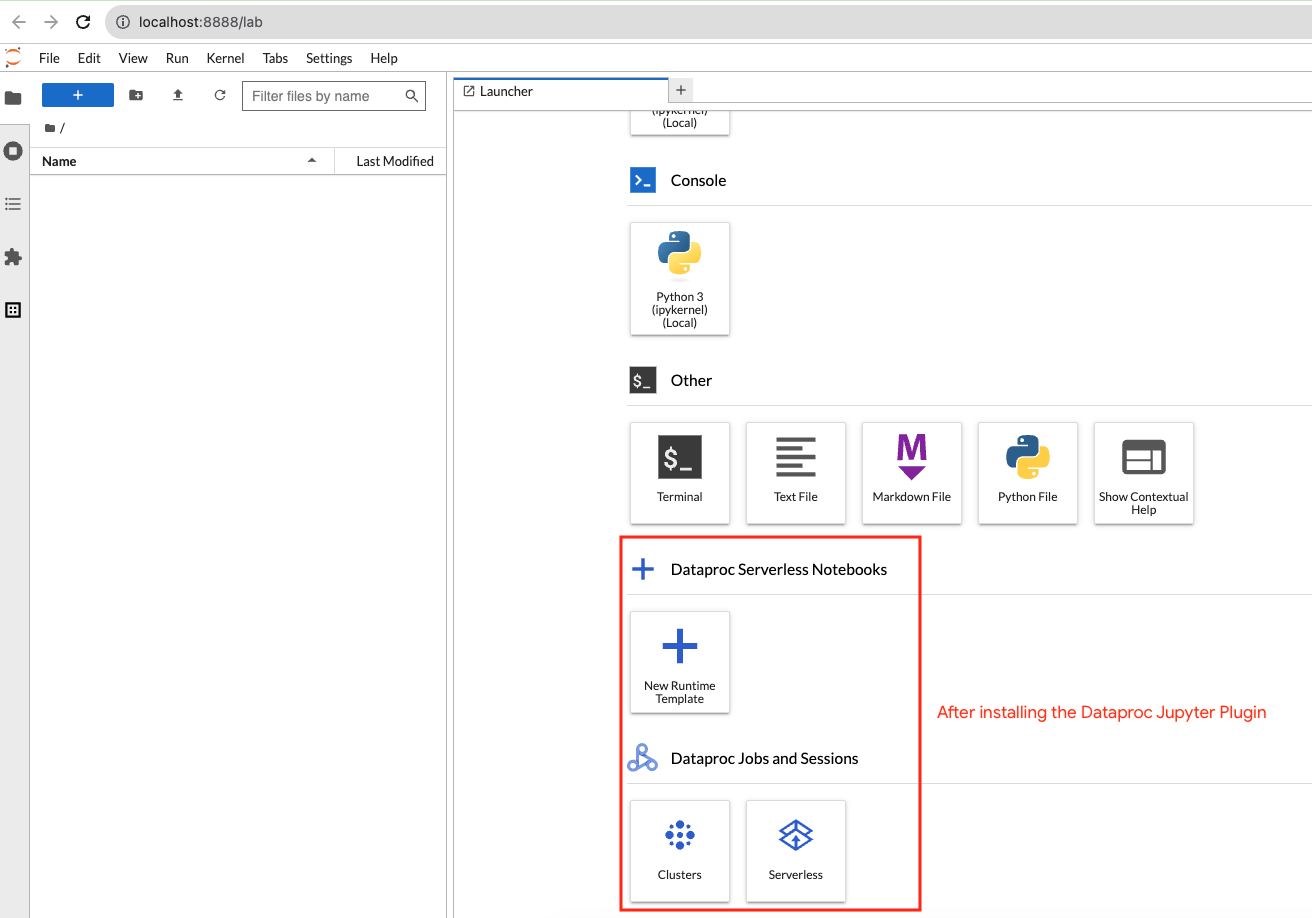 localhost:8888/lab
File Edit View Run Kernel Tabs Settings Help
+
Filter files by name
/
Name Last Modified
Launcher
+
(ipykernel)
(Local)
Console
Python 3
(ipykernel)
(Local)
Other
$_
$_
Terminal
Text File
M
Markdown File
Python File
Show Contextual
Help
Dataproc Serverless Notebooks
New Runtime
Template
After installing the Dataproc Jupyter Plugin
Dataproc Jobs and Sessions
Clusters
Serverless